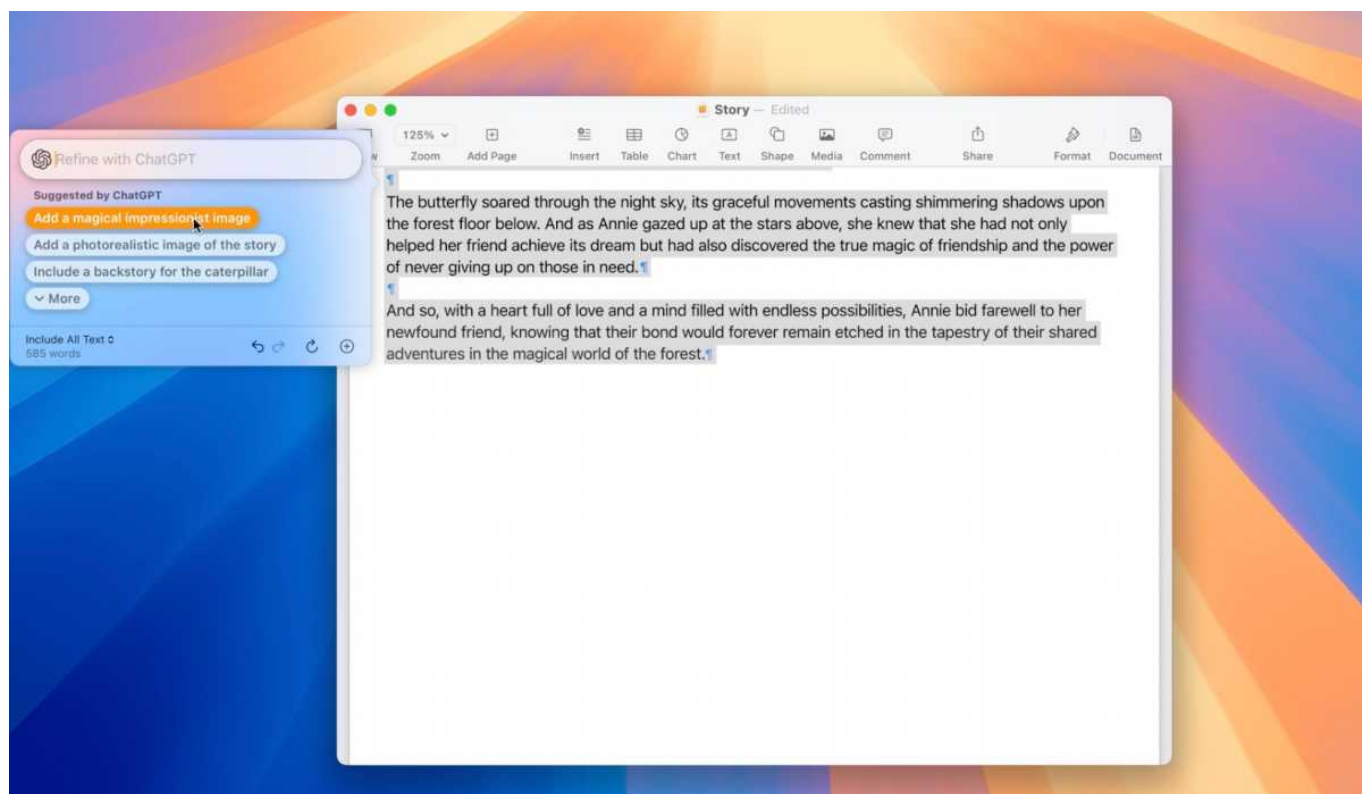 Story — Edited
125%
w Zoom Add Page Insert Table Chart Text Shape Media Comment Share Format Document
Refine with ChatGPT
Suggested by ChatGPT
Add a magical impressionist image
Add a photorealistic image of the story
Include a backstory for the caterpillar
More
Include All Text
585 words
¶
The butterfly soared through the night sky, its graceful movements casting shimmering shadows upon
the forest floor below. And as Annie gazed up at the stars above, she knew that she had not only
helped her friend achieve its dream but had also discovered the true magic of friendship and the power
of never giving up on those in need.¶
¶
And so, with a heart full of love and a mind filled with endless possibilities, Annie bid farewell to her
newfound friend, knowing that their bond would forever remain etched in the tapestry of their shared
adventures in the magical world of the forest.¶